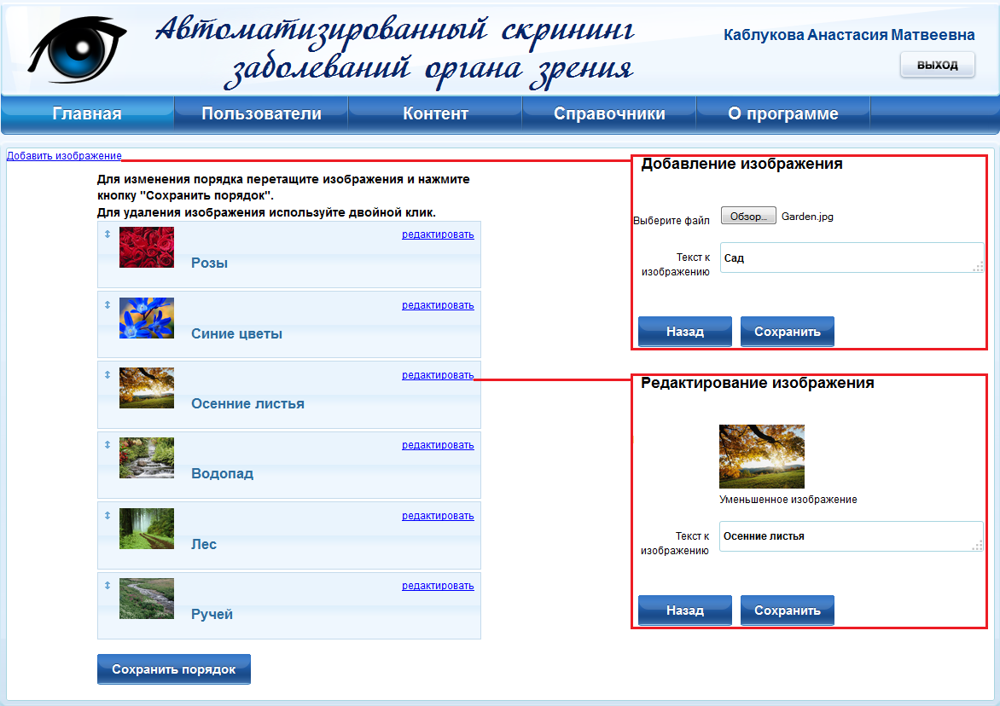 Автоматизированный скрининг
заболеваний органа зрения
Каблукова Анастасия Матвеевна
выход
Главная
Пользователи
Контент
Справочники
О программе
Добавить изображение
Для изменения порядка перетащите изображения и нажмите
кнопку "Сохранить порядок".
Для удаления изображения используйте двойной клик.
редактировать
Розы
редактировать
Синие цветы
редактировать
Осенние листья
редактировать
Водопад
редактировать
Лес
редактировать
Ручей
Сохранить порядок
Добавление изображения
Выберите файл
Обзор...
Garden.jpg
Текст к
изображению
Сад
Назад
Сохранить
Редактирование изображения
Уменьшенное изображение
Текст к
изображению
Осенние листья
Назад
Сохранить